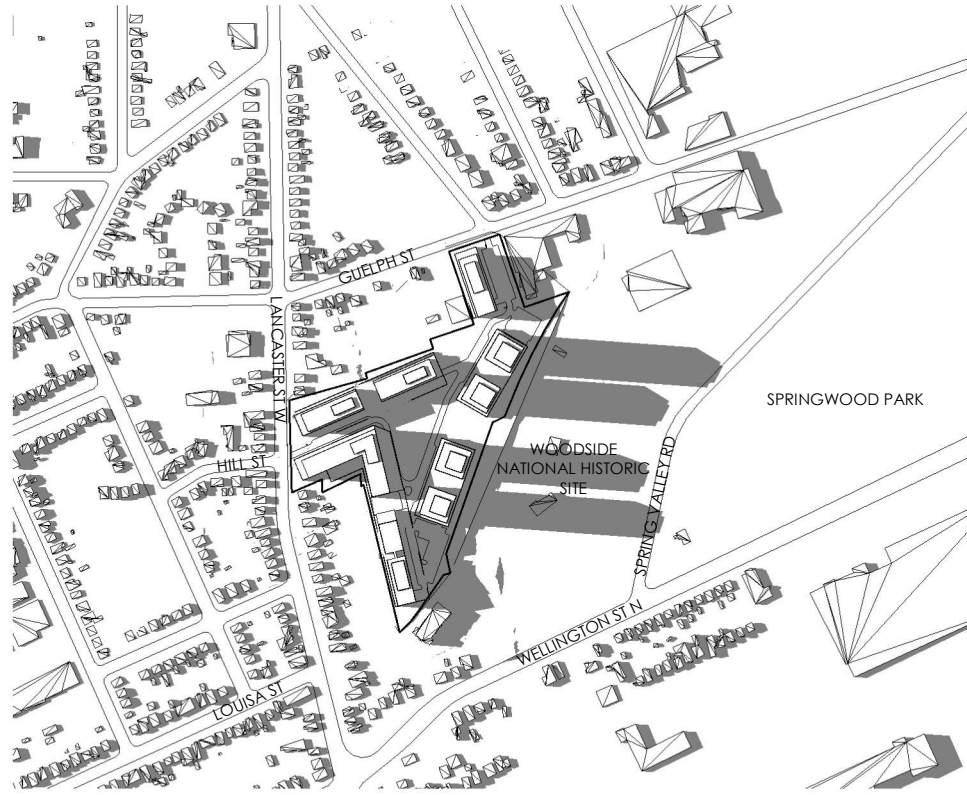 GUELPH ST
LANCASTER ST W
SPRINGWOOD PARK
WOODSIDE
NATIONAL HISTORIC
SITE
HILL ST
SPRING VALLEY RD
WELLINGTON ST N
LOUISA ST